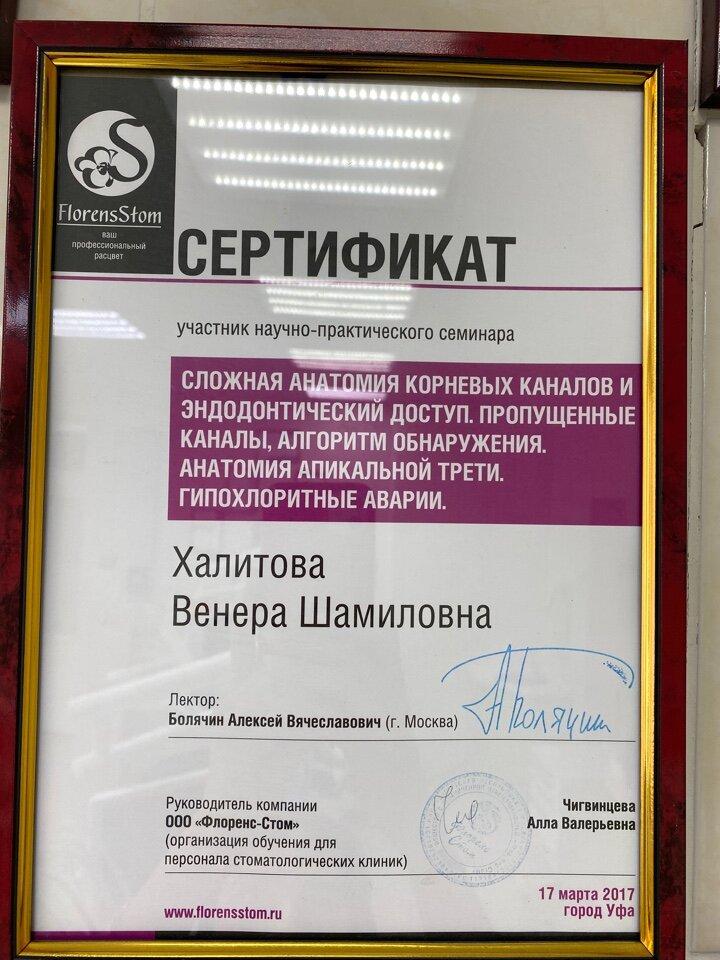 FlorensStom
ваш
профессиональный
расцвет
СЕРТИФИКАТ
участник научно-практического семинара
СЛОЖНАЯ АНАТОМИЯ КОРНЕВЫХ КАНАЛОВ И
ЭНДОДОНТИЧЕСКИЙ ДОСТУП. ПРОПУЩЕННЫЕ
КАНАЛЫ, АЛГОРИТМ ОБНАРУЖЕНИЯ.
АНАТОМИЯ АПИКАЛЬНОЙ ТРЕТИ.
ГИПОХЛОРИТНЫЕ АВАРИИ.
Халитова
Венера Шамиловна
Лектор:
Болячин Алексей Вячеславович (г. Москва)
Руководитель компании
ООО «Флоренс-Стом»
(организация обучения для
персонала стоматологических клиник)
Чигвинцева
Алла Валерьевна
17 марта 2017
город Уфа
www.florensstom.ru